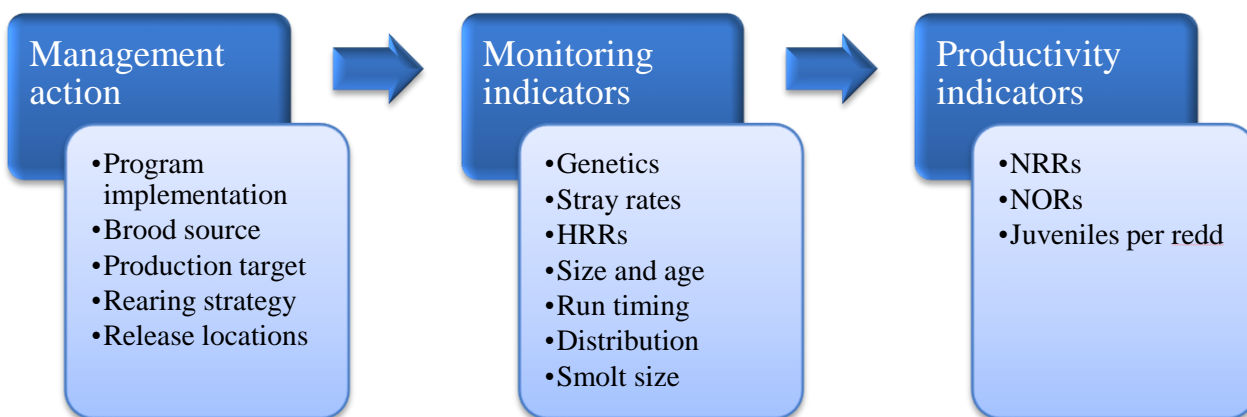 Management
action
•Program
implementation
•Brood source
•Production target
•Rearing strategy
•Release locations
Monitoring
indicators
•Genetics
•Stray rates
•HRRs
•Size and age
•Run timing
•Distribution
•Smolt size
Productivity
indicators
•NRRs
•NORs
•Juveniles per redd